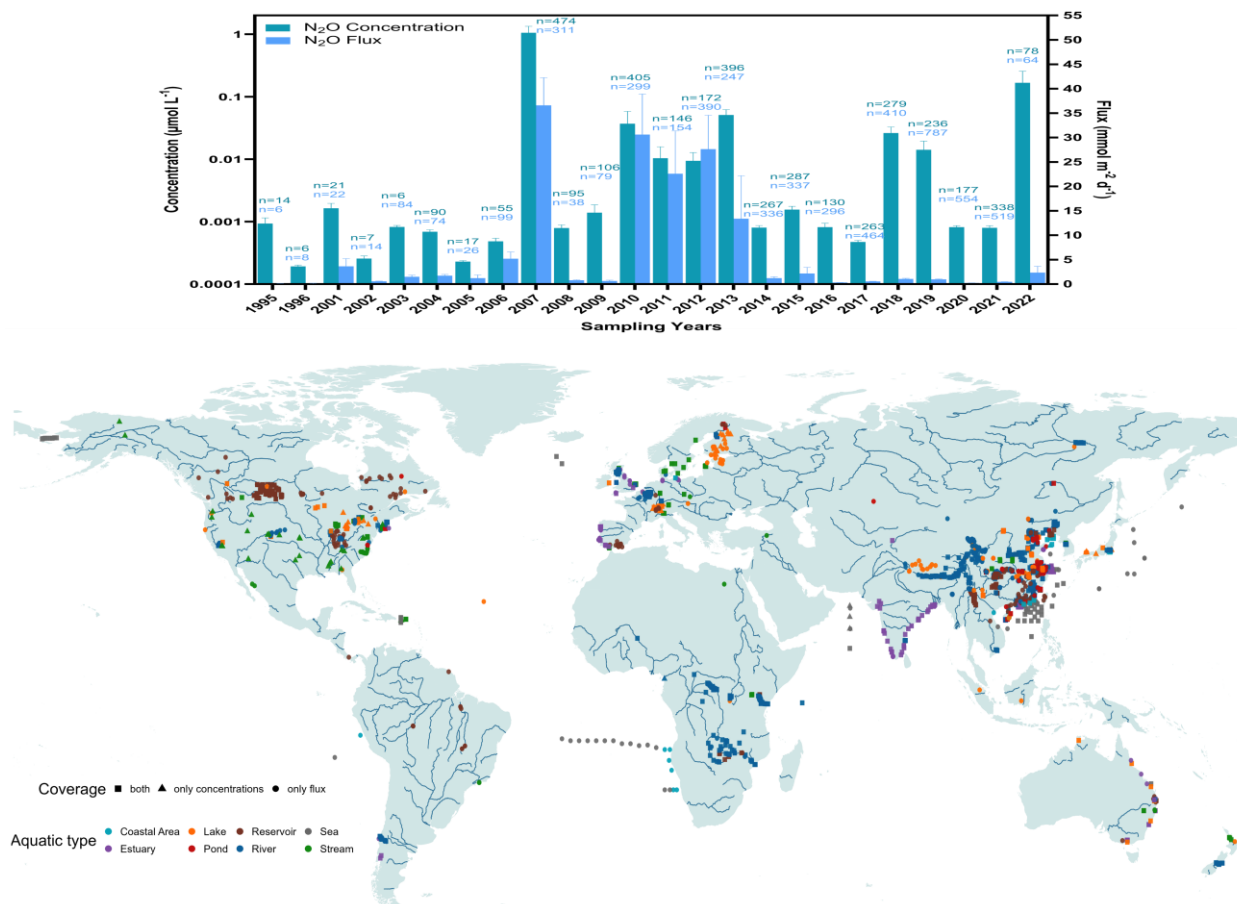 N₂O Concentration
N₂O Flux
Concentration (µmol L⁻¹)
1
0.1
0.01
0.001
0.0001
Flux (mmol m⁻² d⁻¹)
55
50
45
40
35
30
25
20
15
10
5
0
n=14
n=6
n=6
n=8
n=21
n=22
n=7
n=14
n=6
n=84
n=90
n=74
n=17
n=26
n=55
n=99
n=474
n=311
n=95
n=38
n=106
n=79
n=405
n=299
n=146
n=154
n=172
n=390
n=396
n=247
n=267
n=336
n=287
n=337
n=130
n=296
n=263
n=464
n=279
n=410
n=236
n=787
n=177
n=554
n=338
n=519
n=78
n=64
1995 1996 2001 2002 2003 2004 2005 2006 2007 2008 2009 2010 2011 2012 2013 2014 2015 2016 2017 2018 2019 2020 2021 2022
Sampling Years
Coverage both only concentrations only flux
Aquatic type Coastal Area Lake Reservoir Sea
Estuary Pond River Stream